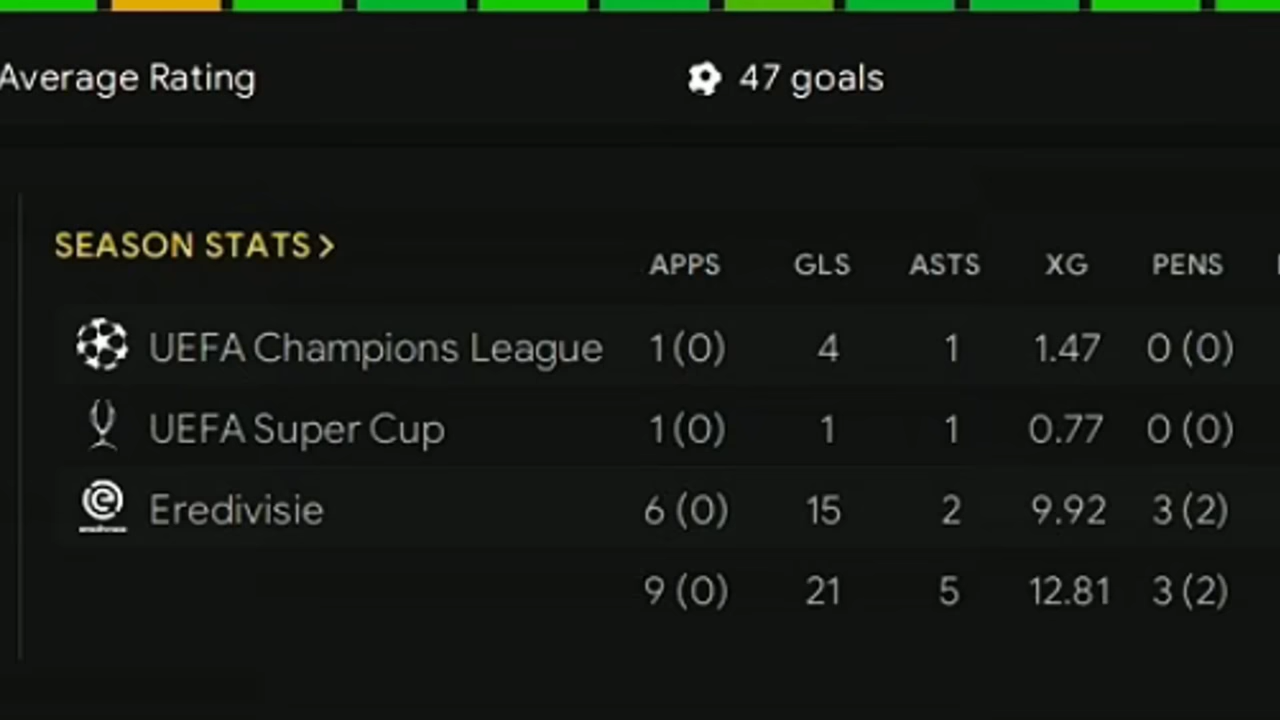 Average Rating
47 goals
SEASON STATS >
APPS GLS ASTS XG PENS
UEFA Champions League 1 (0) 4 1 1.47 0 (0)
UEFA Super Cup 1 (0) 1 1 0.77 0 (0)
Eredivisie 6 (0) 15 2 9.92 3 (2)
9 (0) 21 5 12.81 3 (2)